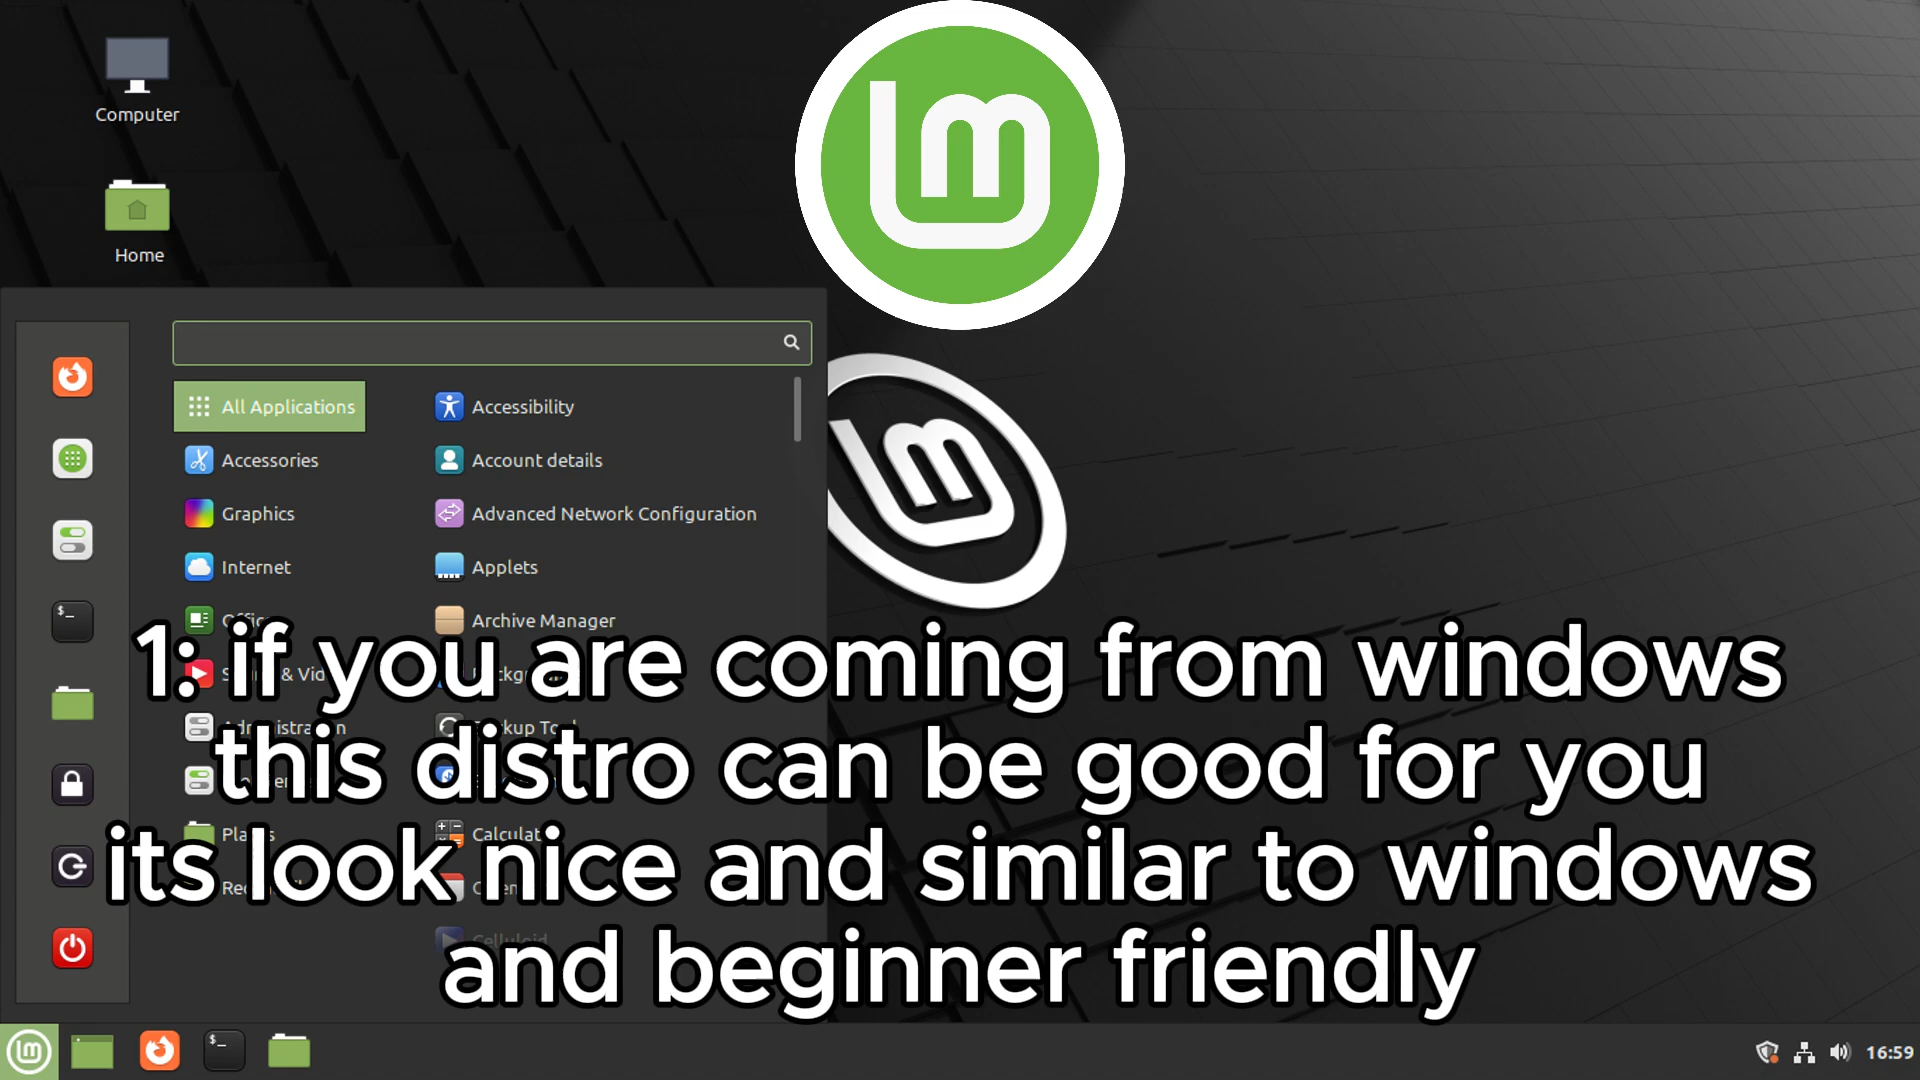 Computer
Home
All Applications
Accessories
Graphics
Internet
Accessibility
Account details
Advanced Network Configuration
Applets
Archive Manager
1: if you are coming from windows
this distro can be good for you
its look nice and similar to windows
and beginner friendly
Celluloid
16:59